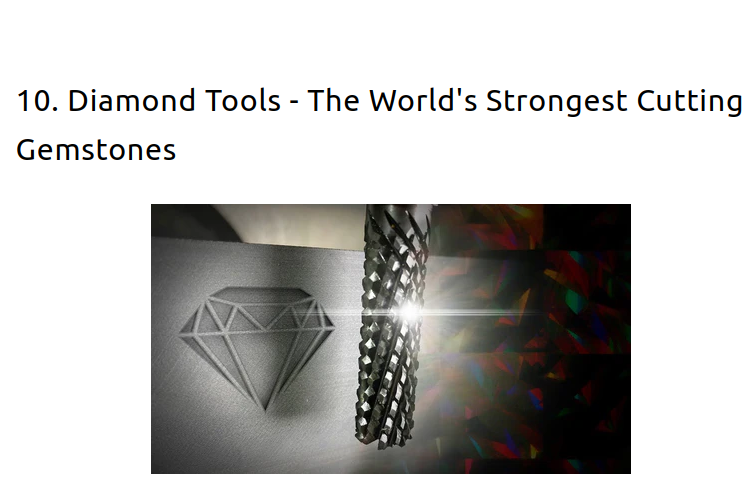 10. Diamond Tools - The World's Strongest Cutting
Gemstones